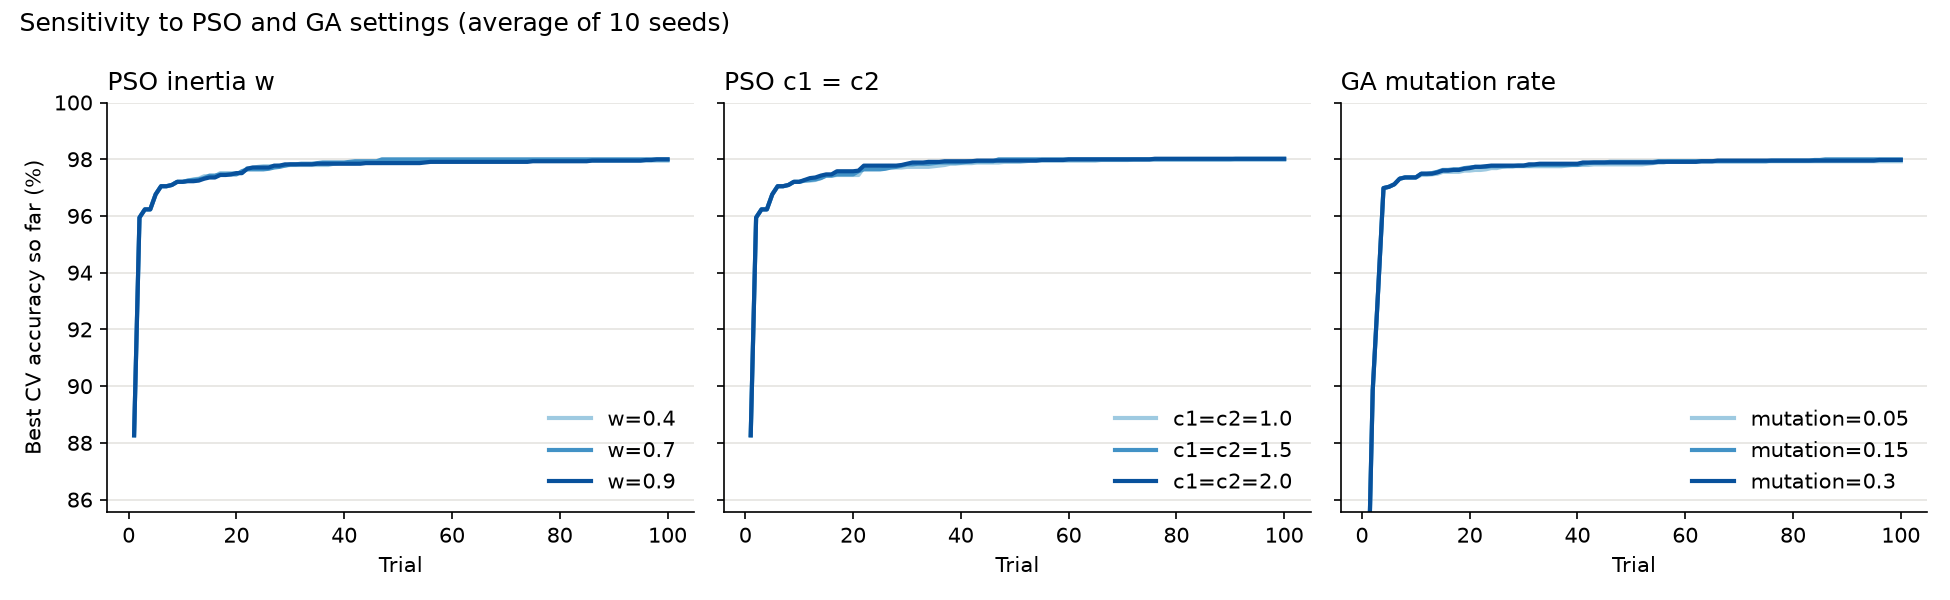 Sensitivity to PSO and GA settings (average of 10 seeds)
PSO inertia w
Best CV accuracy so far (%)
100
98
96
94
92
90
88
86
w=0.4
w=0.7
w=0.9
0 20 40 60 80 100
Trial
PSO c1 = c2
c1=c2=1.0
c1=c2=1.5
c1=c2=2.0
0 20 40 60 80 100
Trial
GA mutation rate
mutation=0.05
mutation=0.15
mutation=0.3
0 20 40 60 80 100
Trial